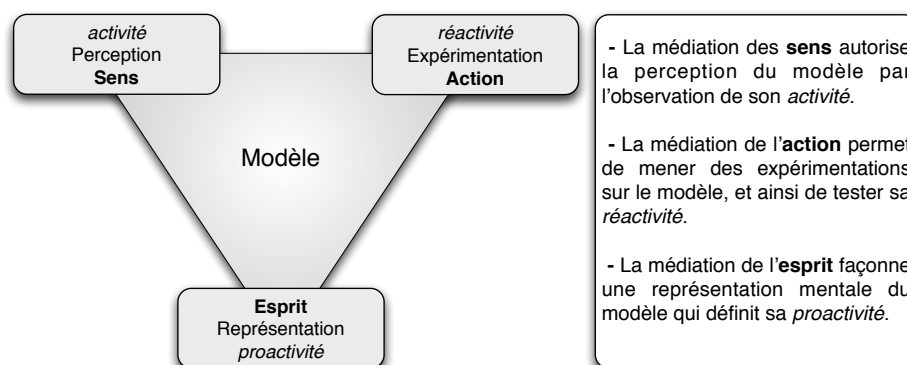 activité
Perception
Sens
réactivité
Expérimentation
Action
Modèle
Esprit
Représentation
proactivité
- La médiation des sens autorise
la perception du modèle par
l'observation de son activité.
- La médiation de l'action permet
de mener des expérimentations
sur le modèle, et ainsi de tester sa
réactivité.
- La médiation de l'esprit façonne
une représentation mentale du
modèle qui définit sa proactivité.